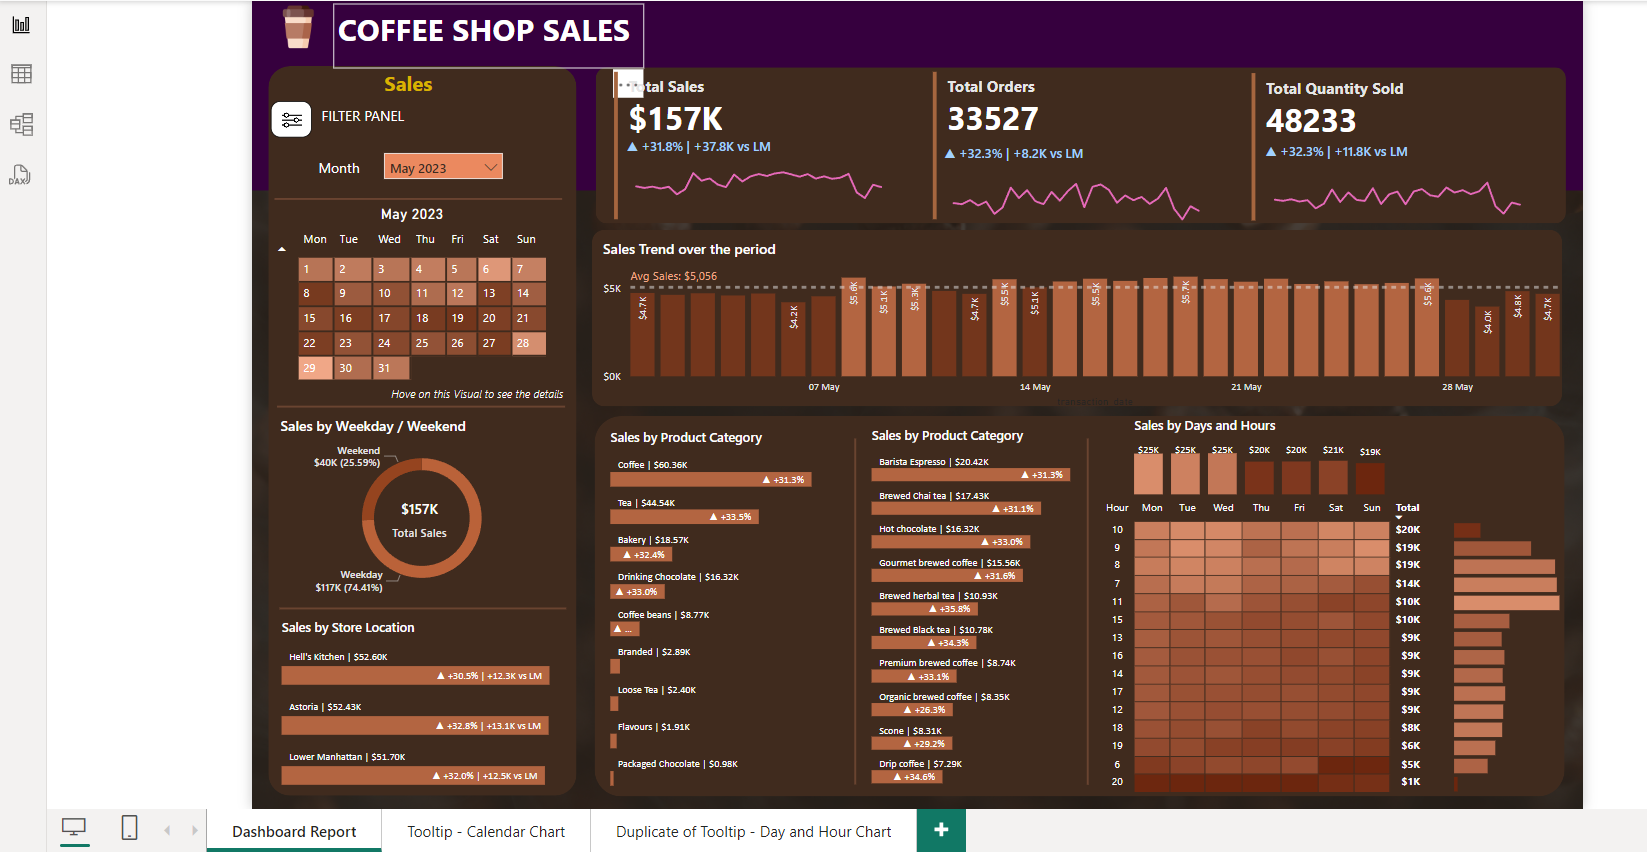 COFFEE SHOP SALES
Sales
FILTER PANEL
Month
May 2023
May 2023
Mon Tue Wed Thu Fri Sat Sun
1 2 3 4 5 6 7
8 9 10 11 12 13 14
15 16 17 18 19 20 21
22 23 24 25 26 27 28
29 30 31
Hove on this Visual to see the details
Sales by Weekday / Weekend
Weekend
$40K (25.59%)
$157K
Total Sales
Weekday
$117K (74.41%)
Sales by Store Location
Hell's Kitchen | $52.60K
▲ +30.5% | +12.3K vs LM
Astoria | $52.43K
▲ +32.8% | +13.1K vs LM
Lower Manhattan | $51.70K
▲ +32.0% | +12.5K vs LM
tal Sales
$157K
▲ +31.8% | +37.8K vs LM
Total Orders
33527
▲ +32.3% | +8.2K vs LM
Total Quantity Sold
48233
▲ +32.3% | +11.8K vs LM
Sales Trend over the period
Avg Sales: $5,056
$5K
$0K
$4.7K $4.2K $5.6K $5.1K $5.3K $4.7K $5.5K $5.1K $5.5K $5.7K $5.6K $4.0K $4.8K $4.7K
07 May 14 May 21 May 28 May
transaction_date
Sales by Product Category
Coffee | $60.36K
▲ +31.3%
Tea | $44.54K
▲ +33.5%
Bakery | $18.57K
▲ +32.4%
Drinking Chocolate | $16.32K
▲ +33.0%
Coffee beans | $8.77K
▲ ...
Branded | $2.89K
Loose Tea | $2.40K
Flavours | $1.91K
Packaged Chocolate | $0.98K
Sales by Product Category
Barista Espresso | $20.42K
▲ +31.3%
Brewed Chai tea | $17.43K
▲ +31.1%
Hot chocolate | $16.32K
▲ +33.0%
Gourmet brewed coffee | $15.56K
▲ +31.6%
Brewed herbal tea | $10.93K
▲ +35.8%
Brewed Black tea | $10.78K
▲ +34.3%
Premium brewed coffee | $8.74K
▲ +33.1%
Organic brewed coffee | $8.35K
▲ +26.3%
Scone | $8.31K
▲ +29.2%
Drip coffee | $7.29K
▲ +34.6%
Sales by Days and Hours
$25K $25K $25K $20K $20K $21K $19K
Hour Mon Tue Wed Thu Fri Sat Sun Total
10 $20K
9 $19K
8 $19K
7 $14K
11 $10K
15 $10K
13 $9K
16 $9K
14 $9K
17 $9K
12 $9K
18 $8K
19 $6K
6 $5K
20 $1K
DAX
Dashboard Report
Tooltip - Calendar Chart
Duplicate of Tooltip - Day and Hour Chart
+